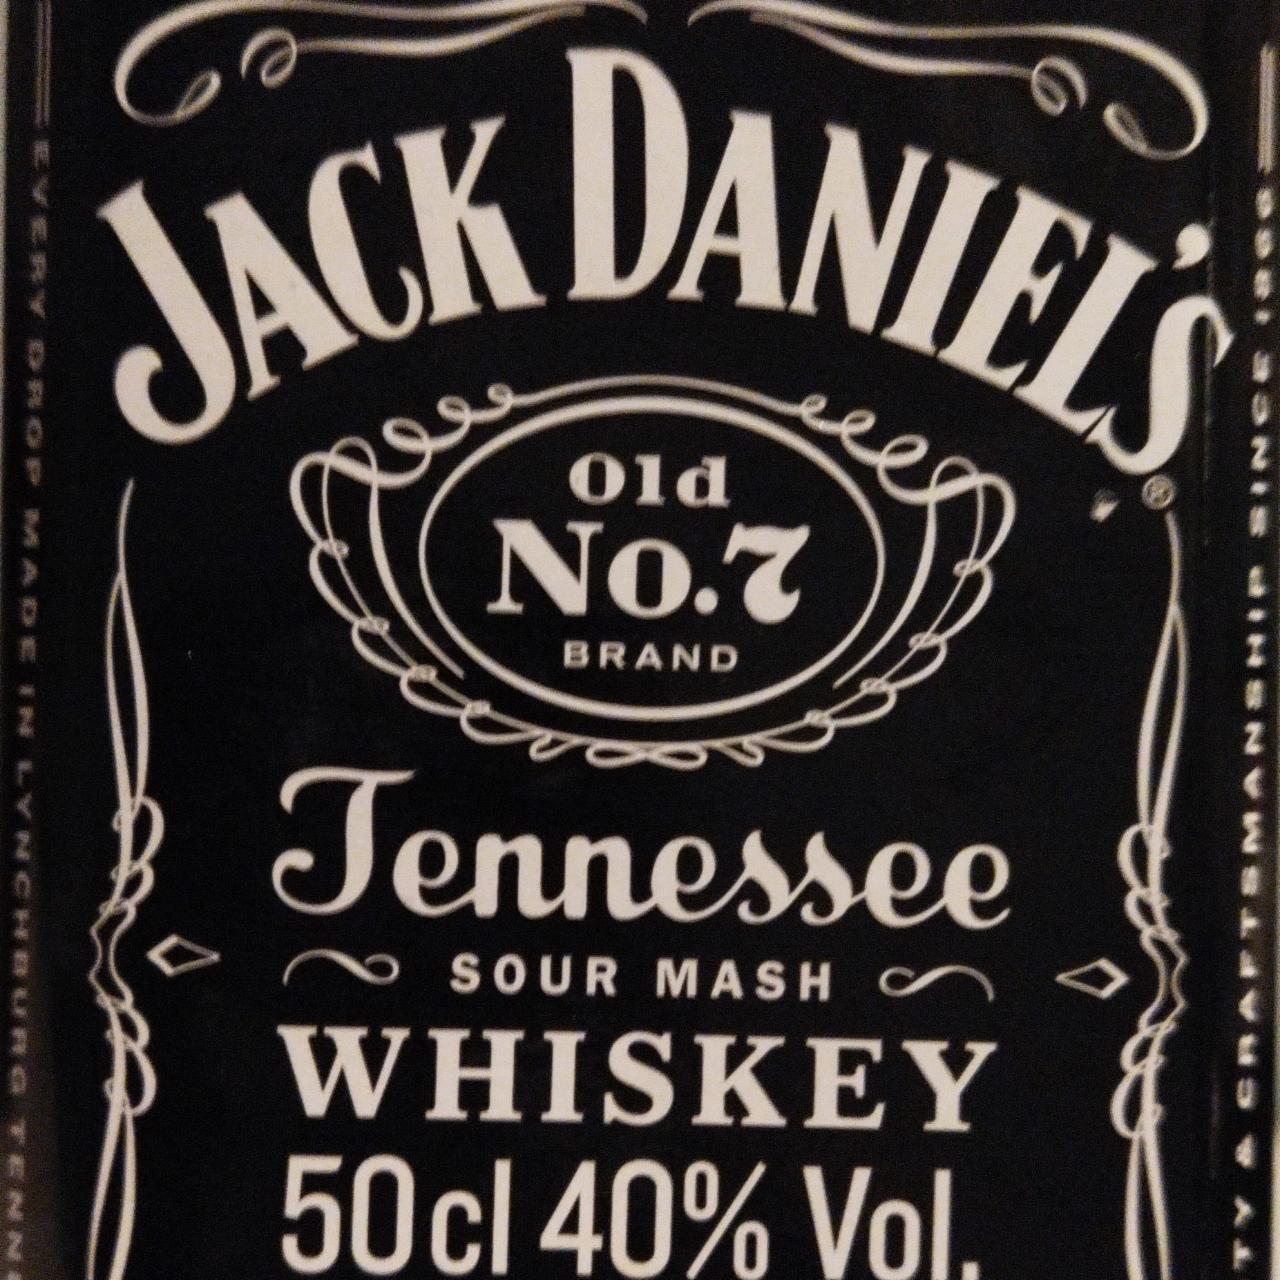 JACK DANIEL'S
®
Old
No.7
BRAND
Tennessee
SOUR MASH
WHISKEY
50cl 40% Vol.
EVERY DROP MADE IN LYNCHBURG
CRAFTSMANSHIP SINCE 1866